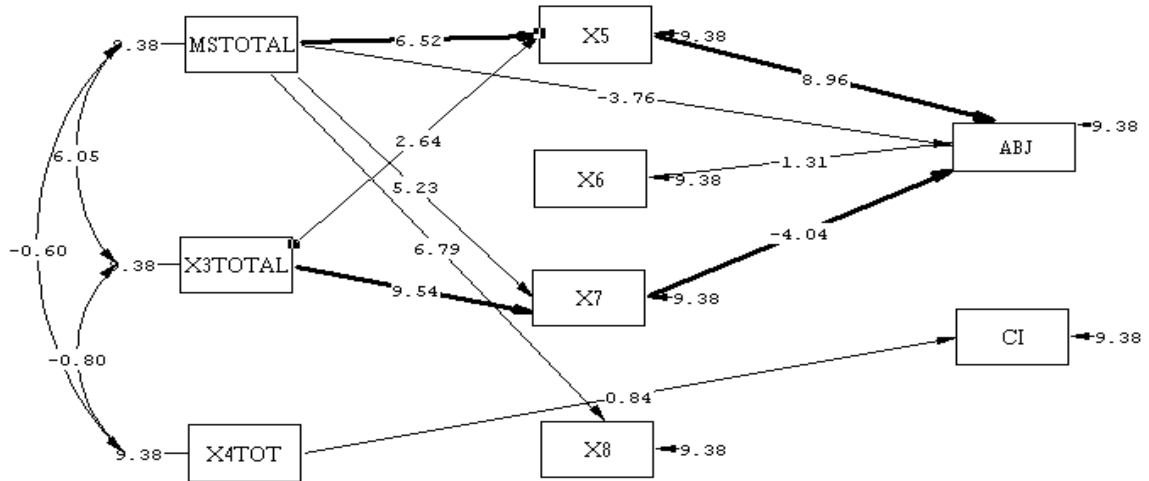 9.38 MSTOTAL 6.52 X5 9.38
8.96
-3.76
9.38
ABJ
6.05
2.64
-1.31
X6 9.38
5.23
-4.04
-0.60
6.79
9.38 X3TOTAL
9.54
X7 9.38
CI 9.38
-0.80
0.84
9.38 X4TOT
X8 9.38